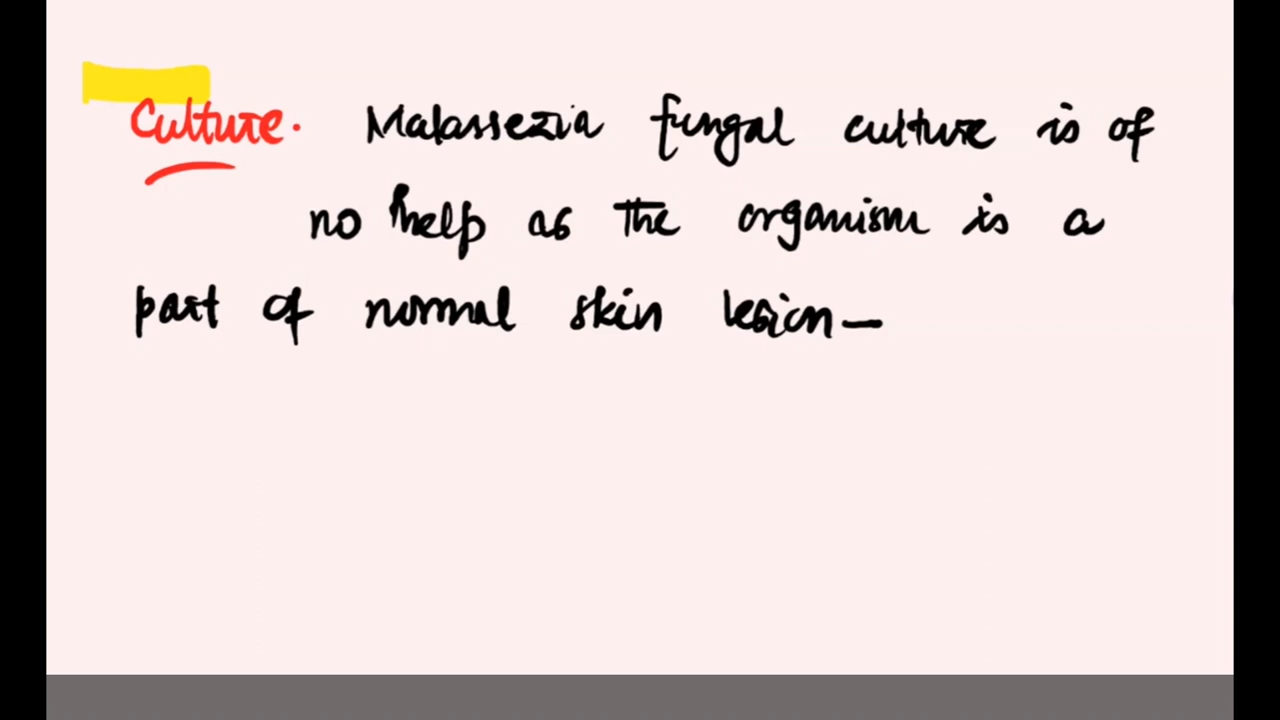 Culture. Malassezia fungal culture is of
no help as the organism is a
part of normal skin lesion—